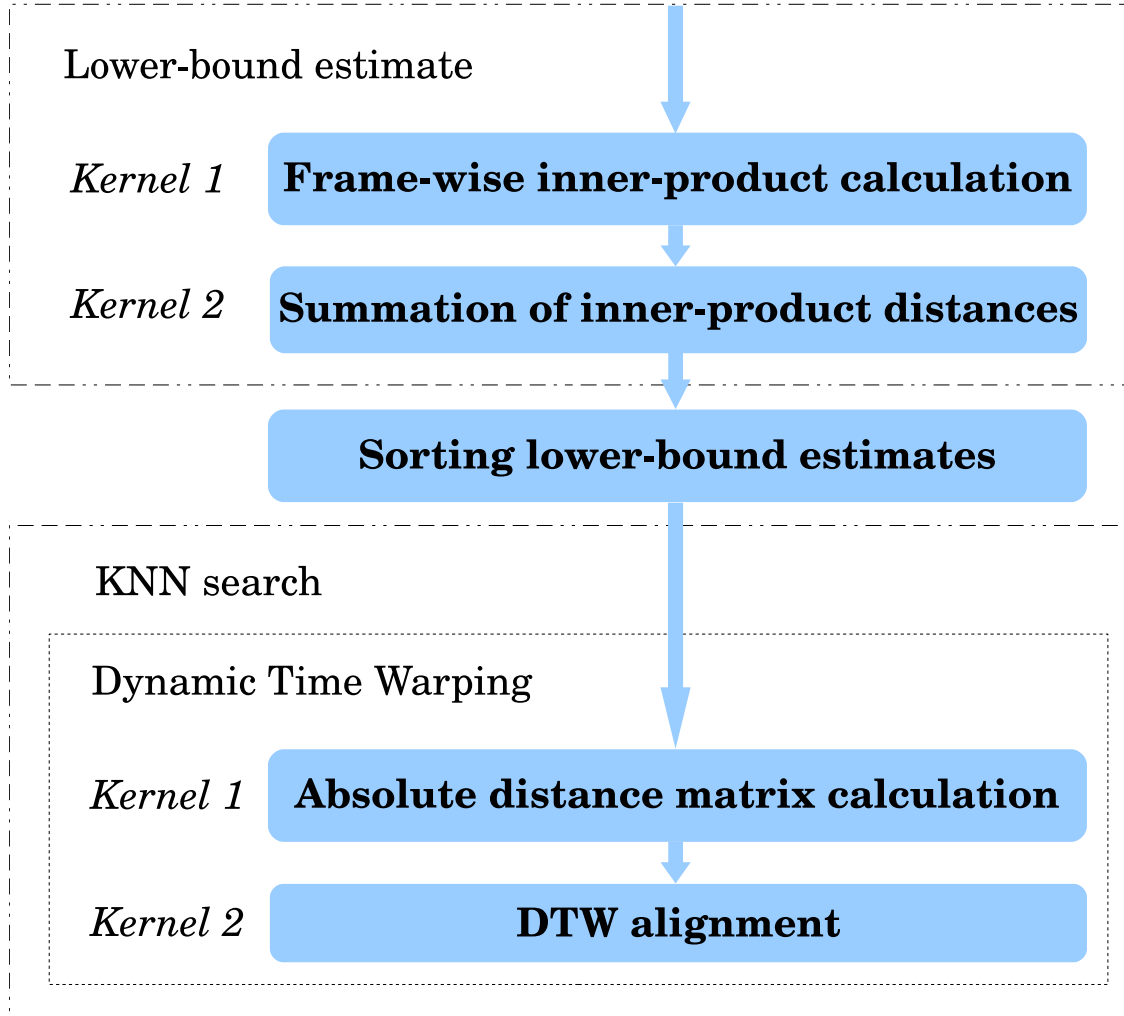 Lower-bound estimate
Kernel 1
Frame-wise inner-product calculation
Kernel 2
Summation of inner-product distances
Sorting lower-bound estimates
KNN search
Dynamic Time Warping
Kernel 1
Absolute distance matrix calculation
Kernel 2
DTW alignment